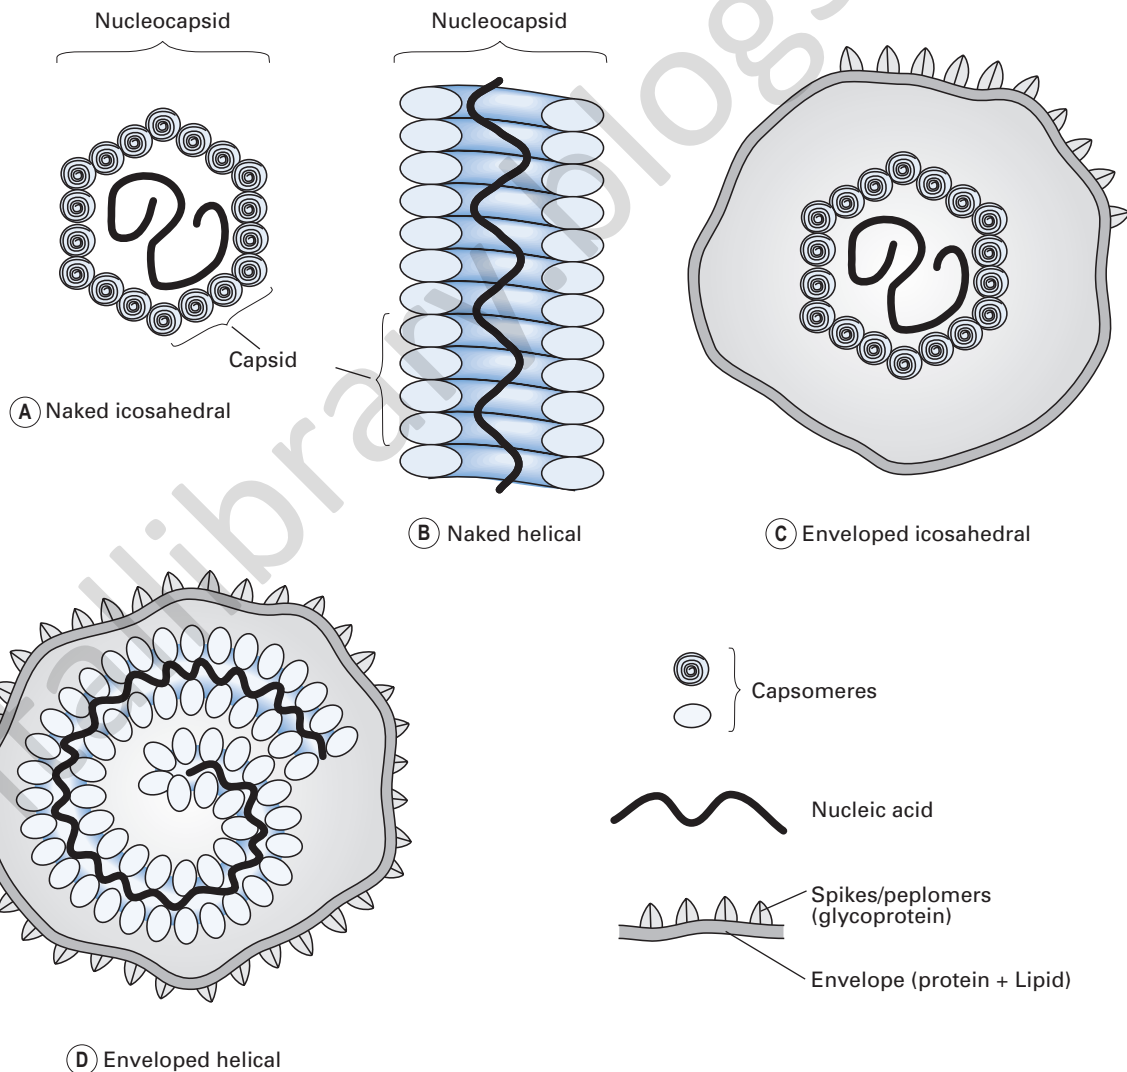 Nucleocapsid
Nucleocapsid
Capsid
A Naked icosahedral
B Naked helical
C Enveloped icosahedral
Capsomeres
Nucleic acid
Spikes/peplomers
(glycoprotein)
Envelope (protein + Lipid)
D Enveloped helical